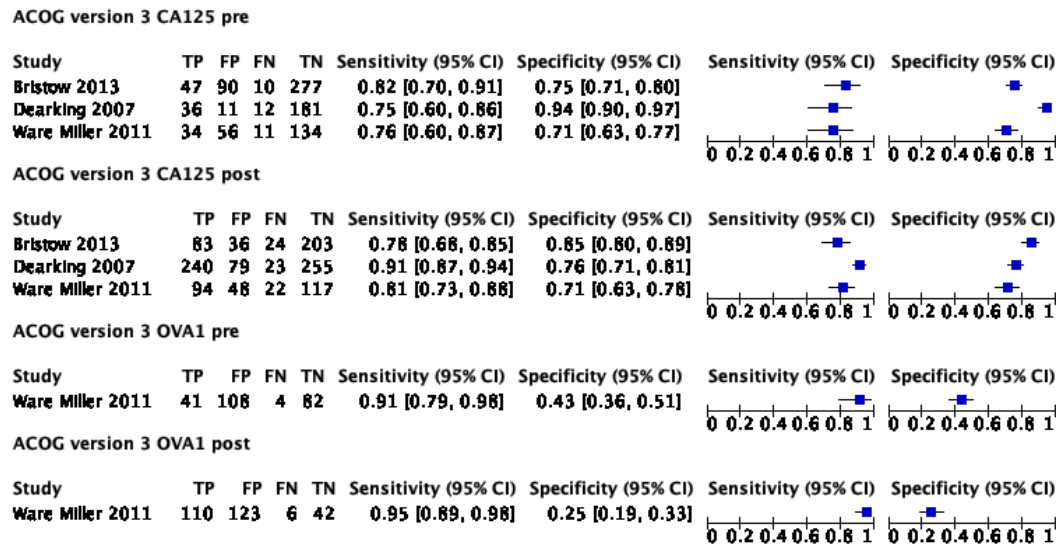 ACOG version 3 CA125 pre
Study TP FP FN TN Sensitivity (95% CI) Specificity (95% CI) Sensitivity (95% CI) Specificity (95% CI)
Bristow 2013 47 90 10 277 0.82 [0.70, 0.91] 0.75 [0.71, 0.80]
Dearking 2007 36 11 12 181 0.75 [0.60, 0.86] 0.94 [0.90, 0.97]
Ware Miller 2011 34 56 11 134 0.76 [0.60, 0.87] 0.71 [0.63, 0.77]
0 0.2 0.4 0.6 0.8 1 0 0.2 0.4 0.6 0.8 1
ACOG version 3 CA125 post
Study TP FP FN TN Sensitivity (95% CI) Specificity (95% CI) Sensitivity (95% CI) Specificity (95% CI)
Bristow 2013 83 36 24 203 0.78 [0.68, 0.85] 0.85 [0.80, 0.89]
Dearking 2007 240 79 23 255 0.91 [0.87, 0.94] 0.76 [0.71, 0.81]
Ware Miller 2011 94 48 22 117 0.81 [0.73, 0.88] 0.71 [0.63, 0.78]
0 0.2 0.4 0.6 0.8 1 0 0.2 0.4 0.6 0.8 1
ACOG version 3 OVA1 pre
Study TP FP FN TN Sensitivity (95% CI) Specificity (95% CI) Sensitivity (95% CI) Specificity (95% CI)
Ware Miller 2011 41 108 4 82 0.91 [0.79, 0.98] 0.43 [0.36, 0.51]
0 0.2 0.4 0.6 0.8 1 0 0.2 0.4 0.6 0.8 1
ACOG version 3 OVA1 post
Study TP FP FN TN Sensitivity (95% CI) Specificity (95% CI) Sensitivity (95% CI) Specificity (95% CI)
Ware Miller 2011 110 123 6 42 0.95 [0.89, 0.98] 0.25 [0.19, 0.33]
0 0.2 0.4 0.6 0.8 1 0 0.2 0.4 0.6 0.8 1